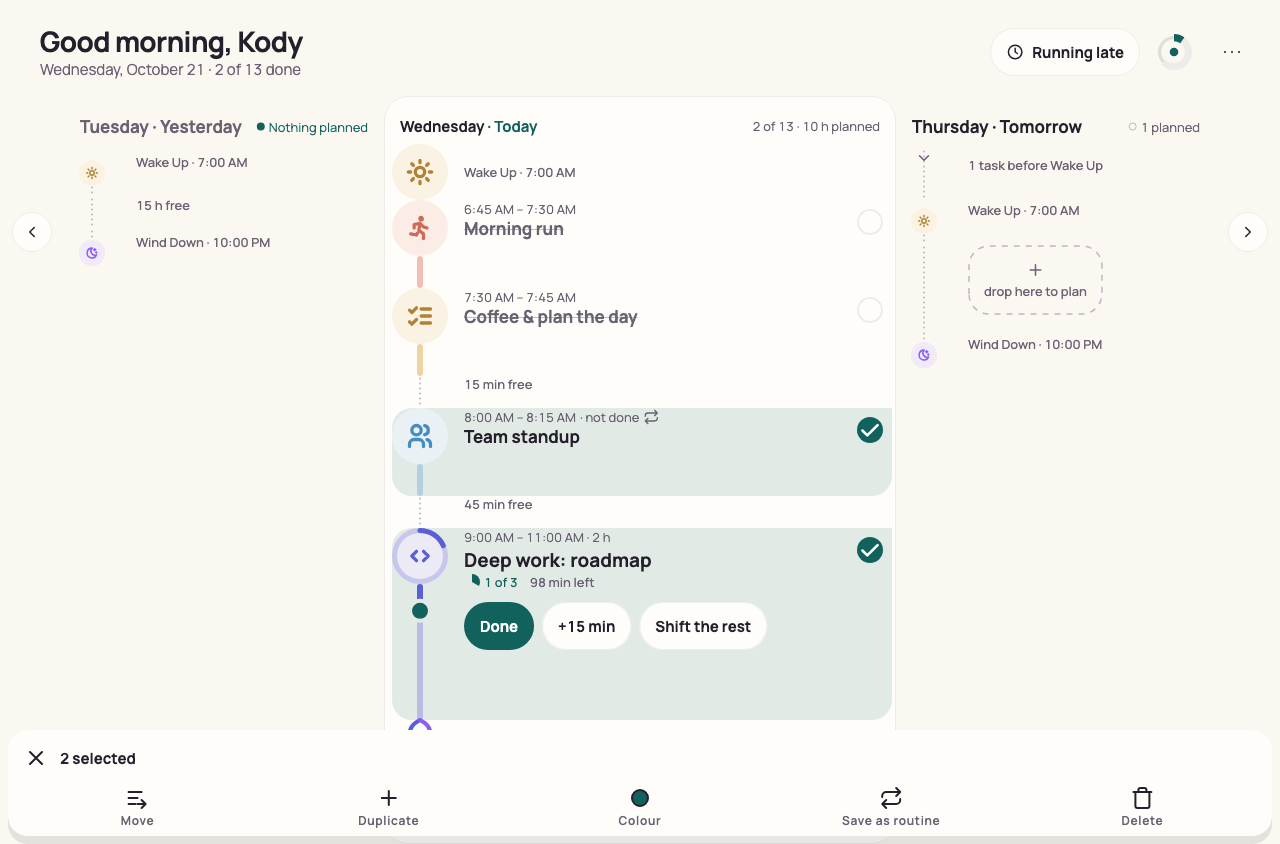 Good morning, Kody
Wednesday, October 21 · 2 of 13 done
Running late
Tuesday · Yesterday
Nothing planned
Wake Up · 7:00 AM
15 h free
Wind Down · 10:00 PM
Wednesday · Today
2 of 13 · 10 h planned
Wake Up · 7:00 AM
6:45 AM – 7:30 AM
Morning run
7:30 AM – 7:45 AM
Coffee & plan the day
15 min free
8:00 AM – 8:15 AM · not done
Team standup
45 min free
9:00 AM – 11:00 AM · 2 h
Deep work: roadmap
1 of 3 98 min left
Done
+15 min
Shift the rest
Thursday · Tomorrow
1 planned
1 task before Wake Up
Wake Up · 7:00 AM
drop here to plan
Wind Down · 10:00 PM
2 selected
Move
Duplicate
Colour
Save as routine
Delete